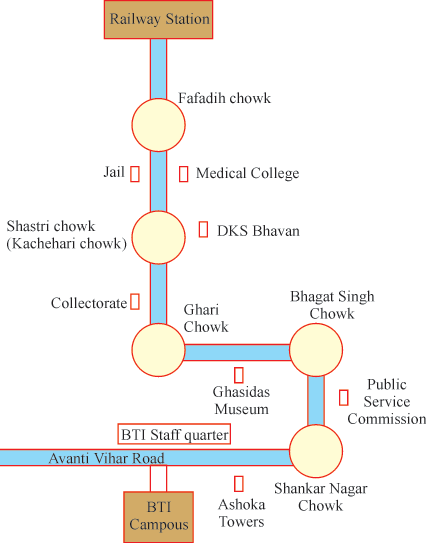 Railway Station
Fafadih chowk
Jail
Medical College
Shastri chowk
(Kachehari chowk)
DKS Bhavan
Collectorate
Ghari
Chowk
Bhagat Singh
Chowk
Ghasidas
Museum
Public
Service
Commission
BTI Staff quarter
Avanti Vihar Road
Shankar Nagar
Chowk
BTI
Campous
Ashoka
Towers